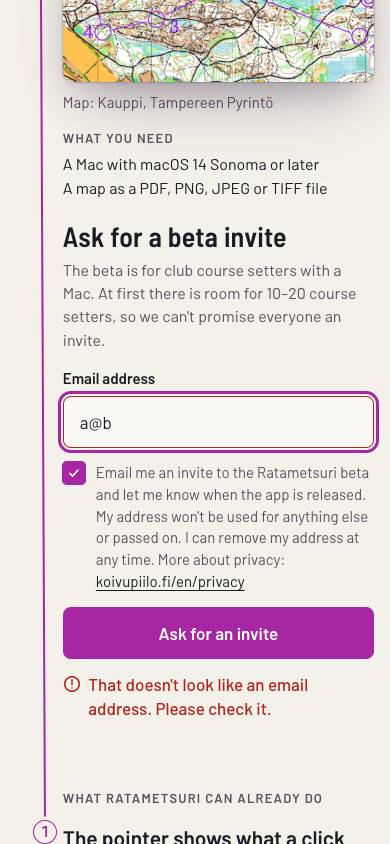 4
3
Map: Kauppi, Tampereen Pyrintö
WHAT YOU NEED
A Mac with macOS 14 Sonoma or later
A map as a PDF, PNG, JPEG or TIFF file
Ask for a beta invite
The beta is for club course setters with a
Mac. At first there is room for 10–20 course
setters, so we can't promise everyone an
invite.
Email address
a@b
Email me an invite to the Ratametsuri beta
and let me know when the app is released.
My address won't be used for anything else
or passed on. I can remove my address at
any time. More about privacy:
koivupiilo.fi/en/privacy
Ask for an invite
That doesn't look like an email
address. Please check it.
WHAT RATAMETSURI CAN ALREADY DO
1
The pointer shows what a click